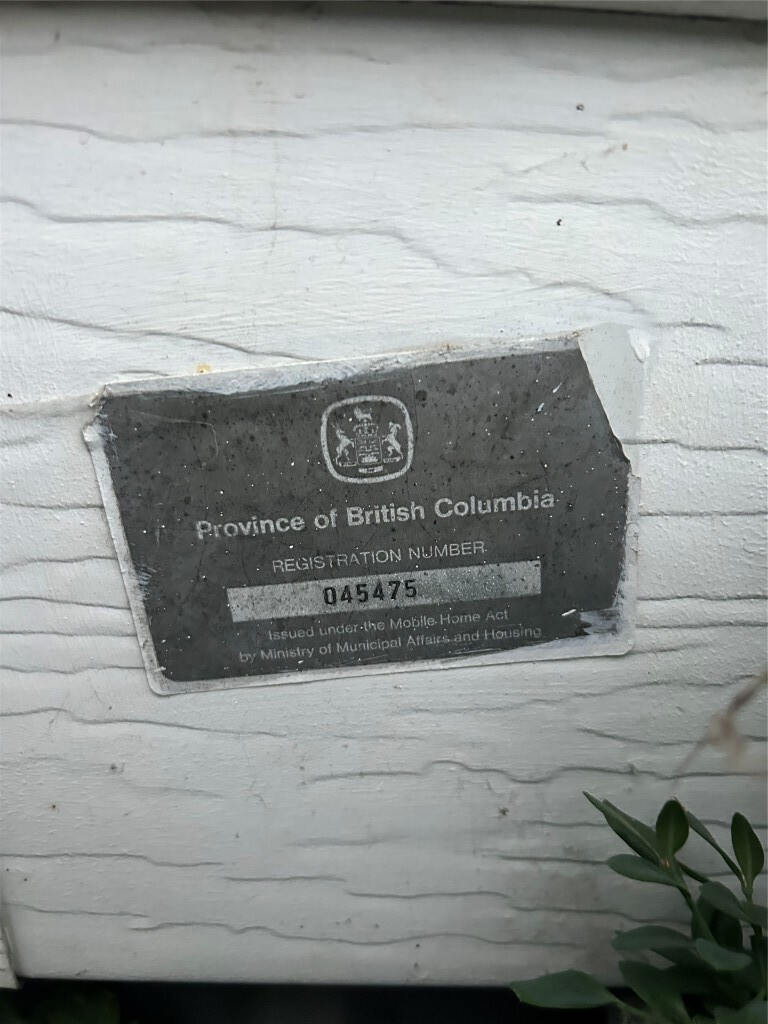 Province of British Columbia
REGISTRATION NUMBER
045475
Issued under the Mobile Home Act
by Ministry of Municipal Affairs and Housing